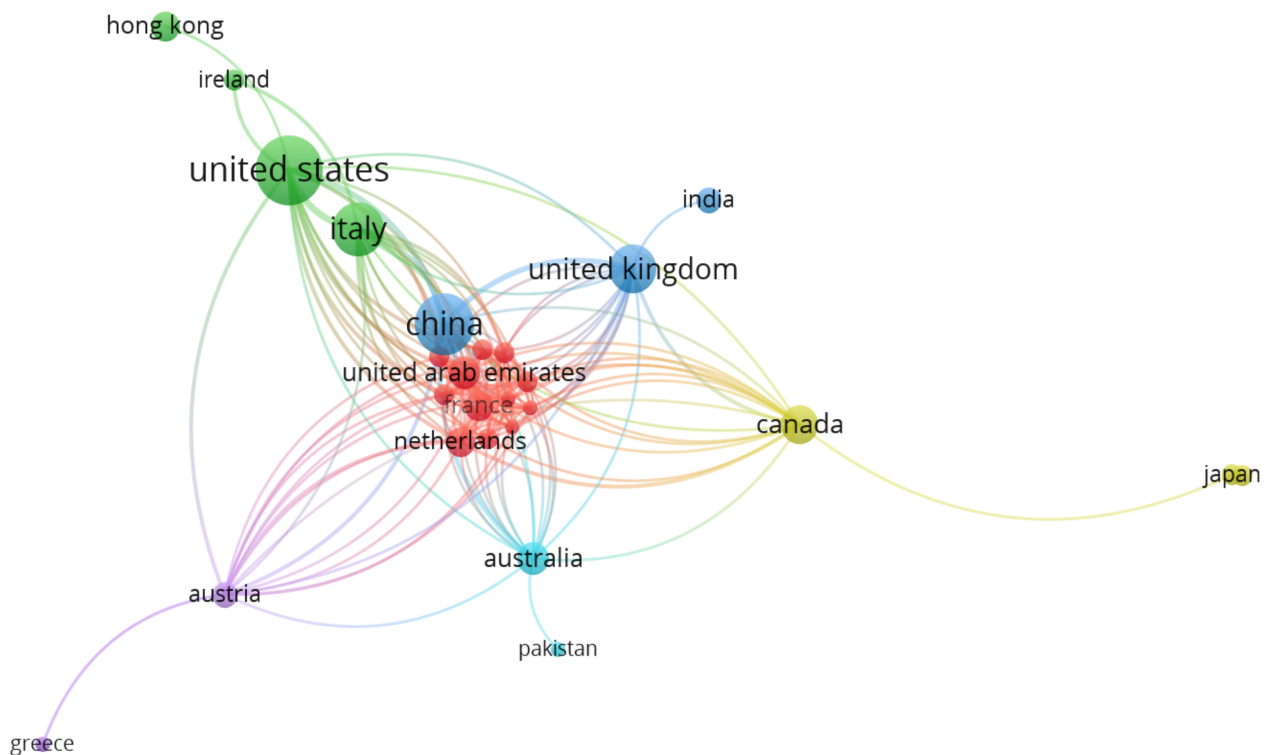 hong kong
ireland
united states
italy
india
united kingdom
china
united arab emirates
france
netherlands
canada
japan
australia
austria
pakistan
greece